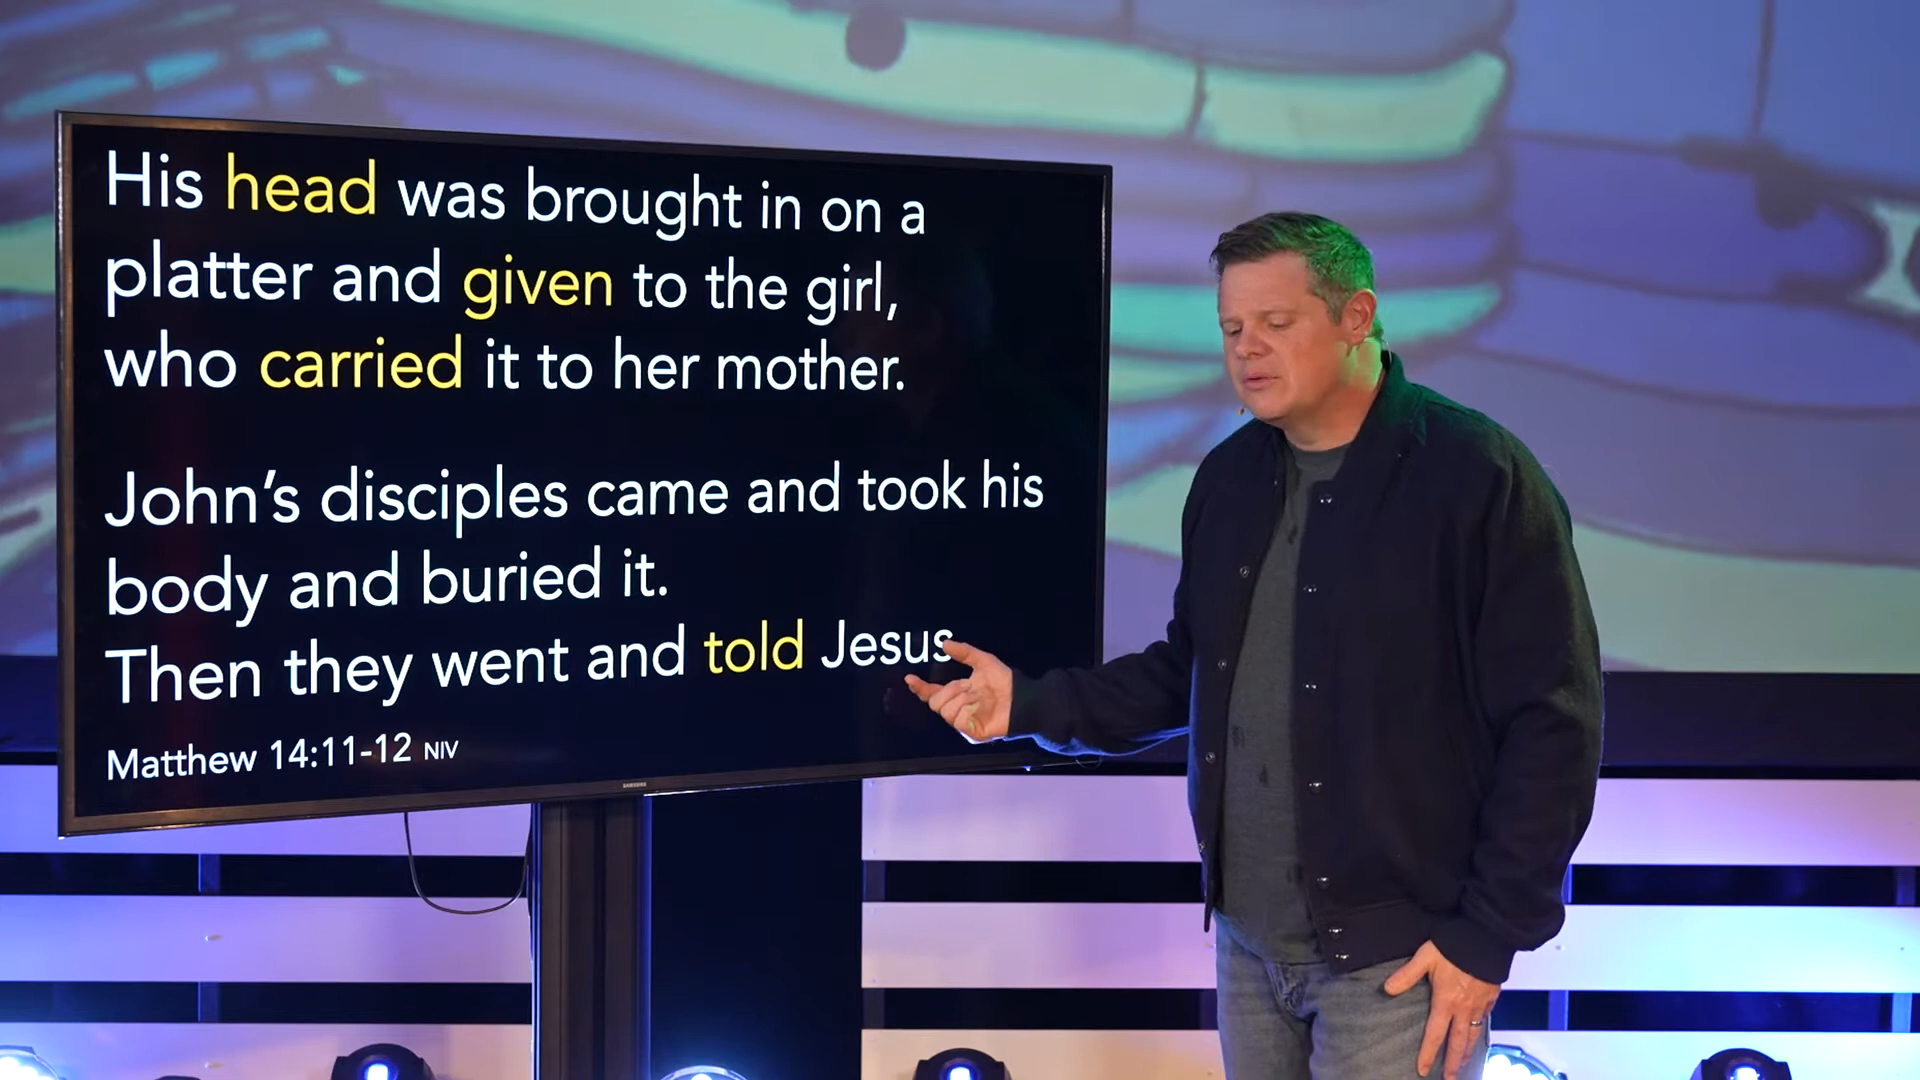 His head was brought in on a
platter and given to the girl,
who carried it to her mother.
John's disciples came and took his
body and buried it.
Then they went and told Jesus
Matthew 14:11-12 NIV
SAMSUNG